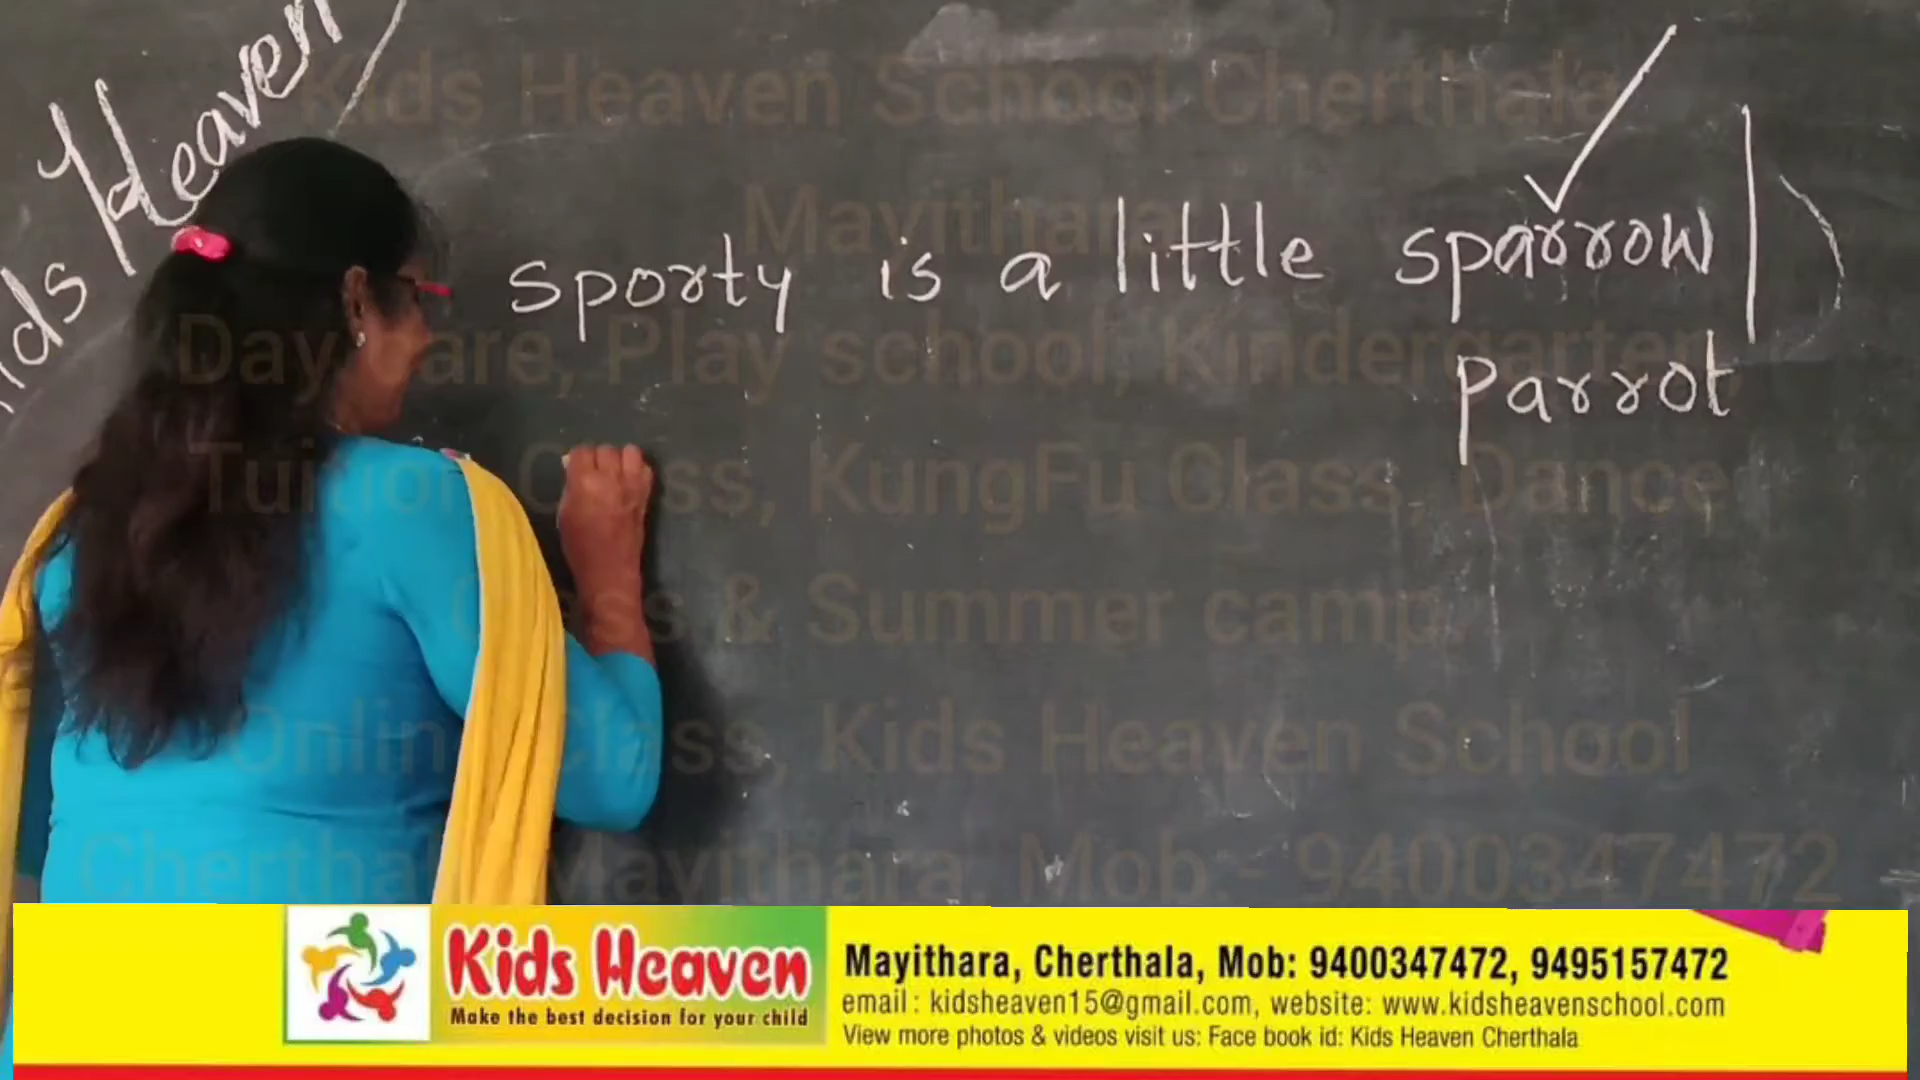 Kids Heaven
Kids Heaven School Cherthala
Mayithara
sporty is a little sparrow
parrot
Day care, Play school, Kindergarten,
Tuition Class, KungFu Class, Dance
Class & Summer camp.
Online Class, Kids Heaven School
Cherthala Mayithara, Mob:- 9400347472
Kids Heaven
Make the best decision for your child
Mayithara, Cherthala, Mob: 9400347472, 9495157472
email : kidsheaven15@gmail.com, website: www.kidsheavenschool.com
View more photos & videos visit us: Face book id: Kids Heaven Cherthala